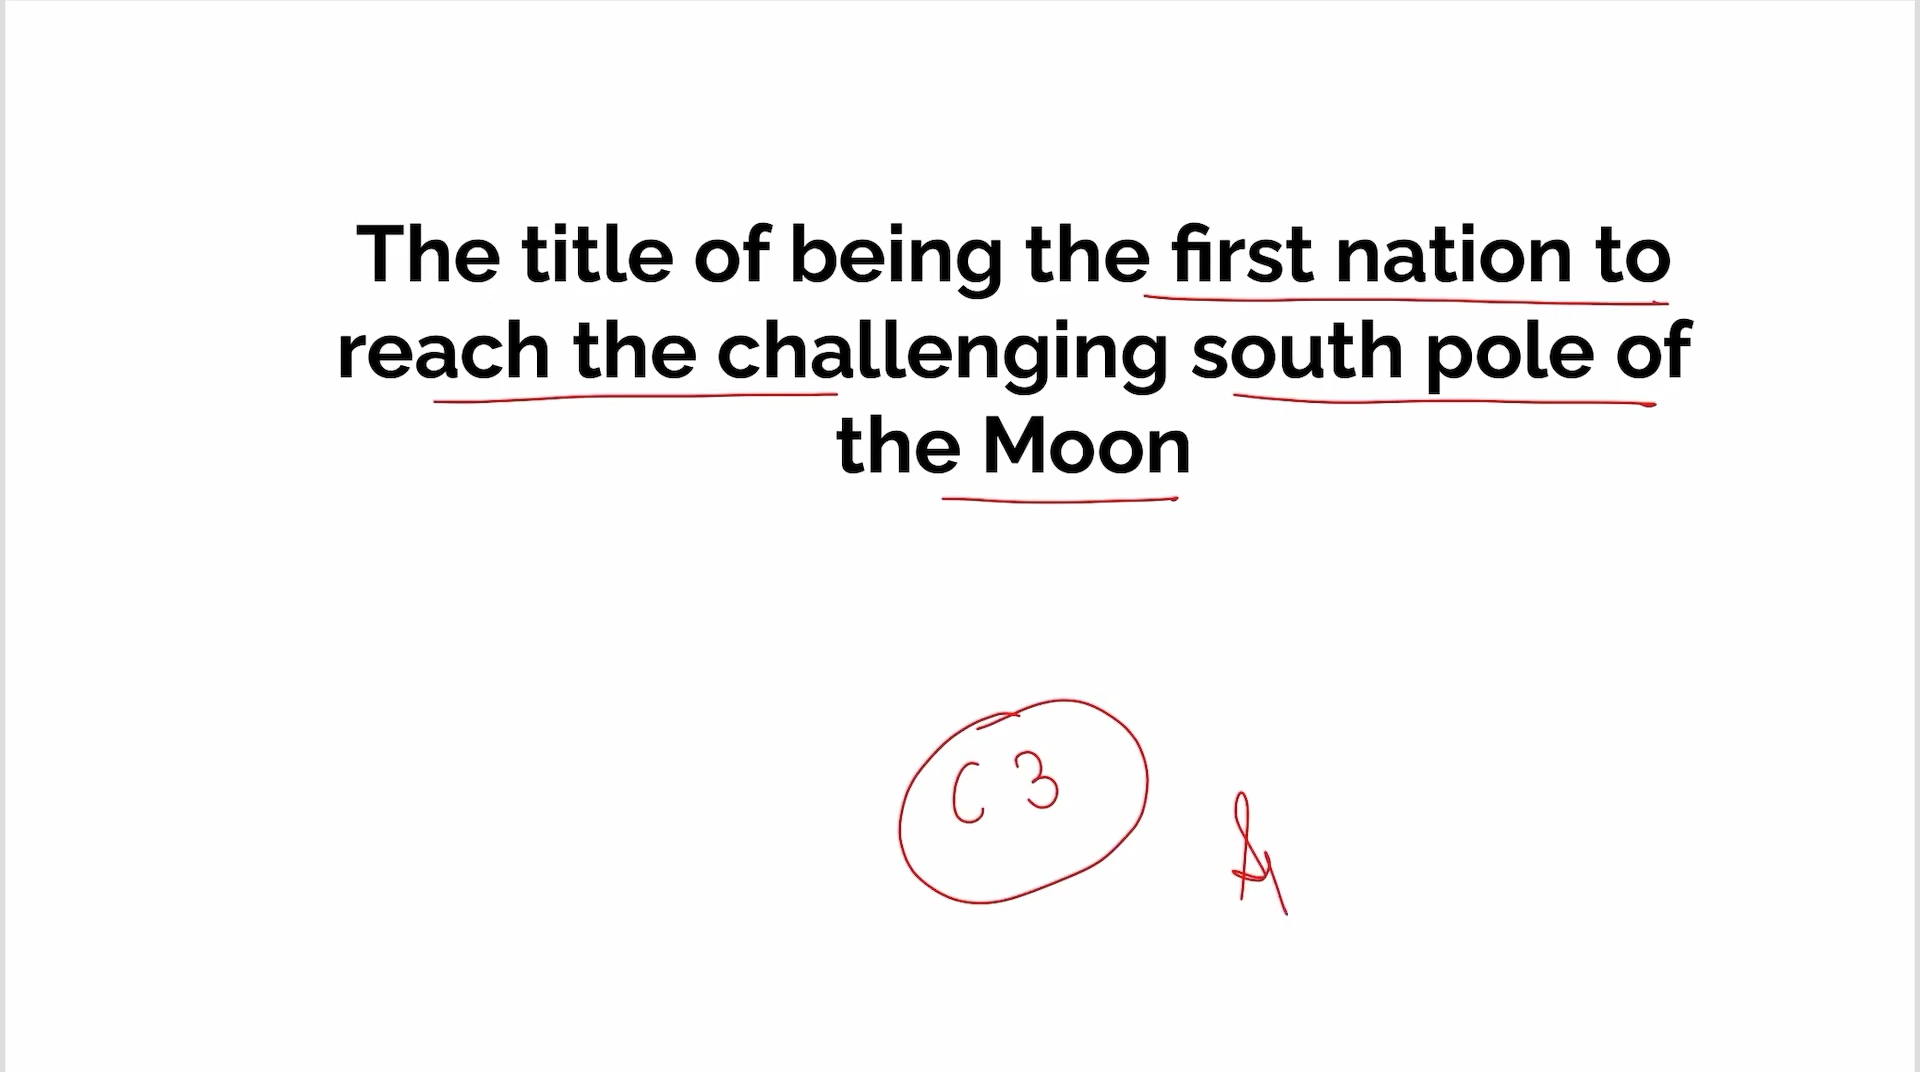 The title of being the first nation to
reach the challenging south pole of
the Moon
C 3